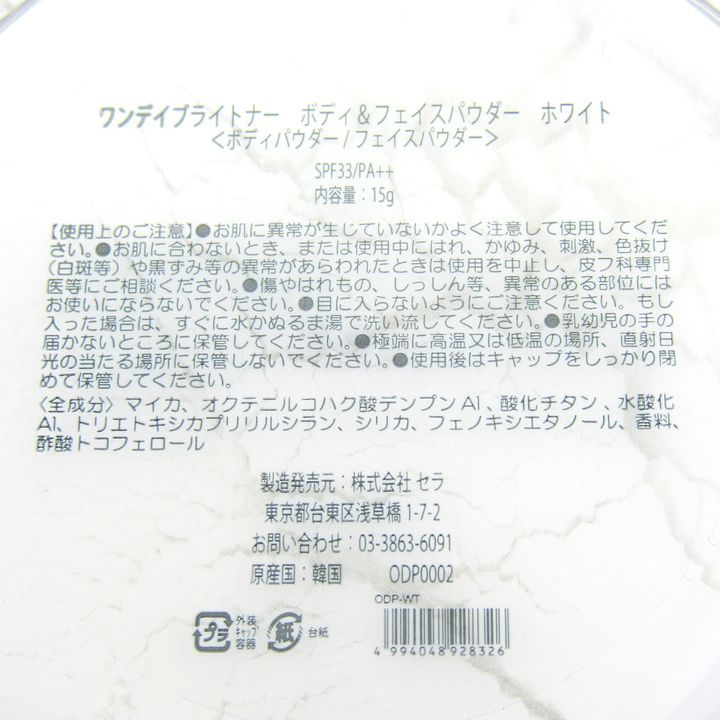 ワンデイブライトナー ボディ&フェイスパウダー ホワイト
<ボディパウダー/フェイスパウダー>
SPF33/PA++
内容量：15g
【使用上のご注意】●お肌に異常が生じていないかよく注意して使用してくだ
さい。●お肌に合わないとき、または使用中にはれ、かゆみ、刺激、色抜け
（白斑等）や黒ずみ等の異常があらわれたときは使用を中止し、皮フ科専門
医等にご相談ください。●傷やはれもの、しっしん等、異常のある部位には
お使いにならないでください。●目に入らないようにご注意ください。もし
入った場合は、すぐに水かぬるま湯で洗い流してください。●乳幼児の手の
届かないところに保管してください。●極端に高温又は低温の場所、直射日
光の当たる場所に保管しないでください。●使用後はキャップをしっかり閉
めて保管してください。
〈全成分〉マイカ、オクテニルコハク酸デンプンAl、酸化チタン、水酸化
Al、トリエトキシカプリリルシラン、シリカ、フェノキシエタノール、香料、
酢酸トコフェロール
製造発売元：株式会社 セラ
東京都台東区浅草橋 1-7-2
お問い合わせ：03-3863-6091
原産国：韓国 ODP0002
ODP-WT
プラ 外装 キャップ 容器 紙 台紙
4 994048 928326